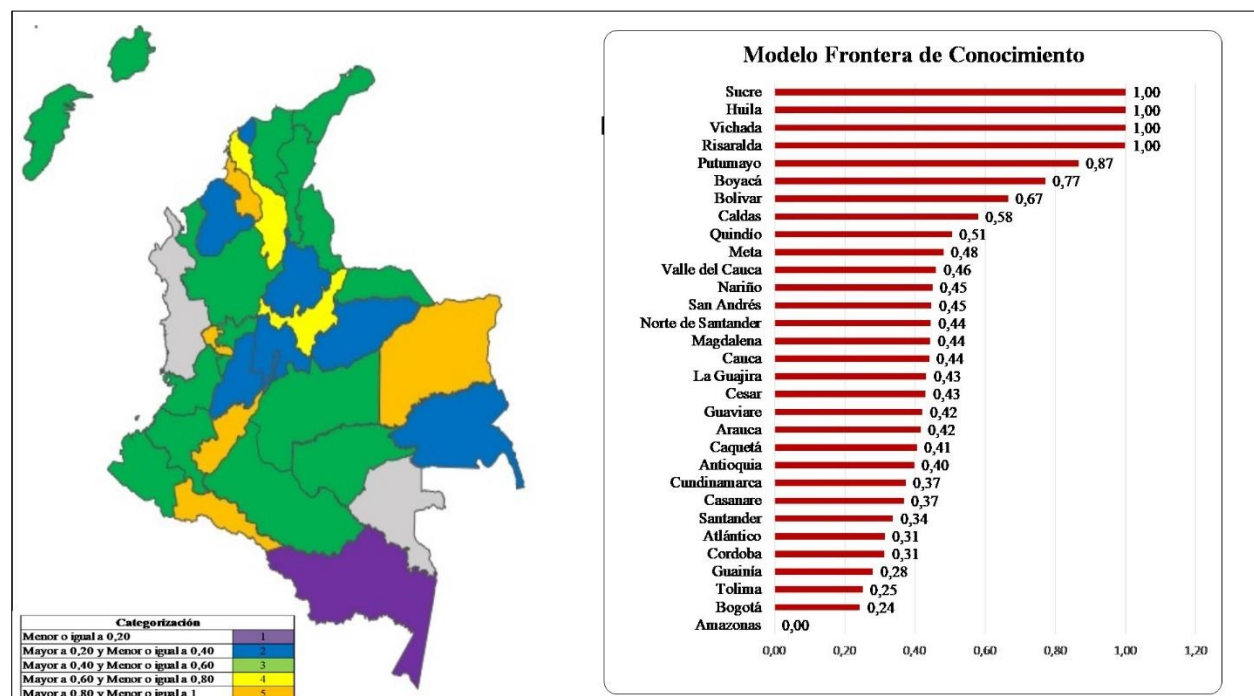 Modelo Frontera de Conocimiento
Sucre 1,00
Huila 1,00
Vichada 1,00
Risaralda 1,00
Putumayo 0,87
Boyacá 0,77
Bolivar 0,67
Caldas 0,58
Quindío 0,51
Meta 0,48
Valle del Cauca 0,46
Nariño 0,45
San Andrés 0,45
Norte de Santander 0,44
Magdalena 0,44
Cauca 0,44
La Guajira 0,43
Cesar 0,43
Guaviare 0,42
Arauca 0,42
Caquetá 0,41
Antioquia 0,40
Cundinamarca 0,37
Casanare 0,37
Santander 0,34
Atlántico 0,31
Cordoba 0,31
Guainía 0,28
Tolima 0,25
Bogotá 0,24
Amazonas 0,00
0,00 0,20 0,40 0,60 0,80 1,00 1,20
Categorización
Menor o igual a 0,20 1
Mayor a 0,20 y Menor o igual a 0,40 2
Mayor a 0,40 y Menor o igual a 0,60 3
Mayor a 0,60 y Menor o igual a 0,80 4
Mayor a 0,80 y Menor o igual a 1 5